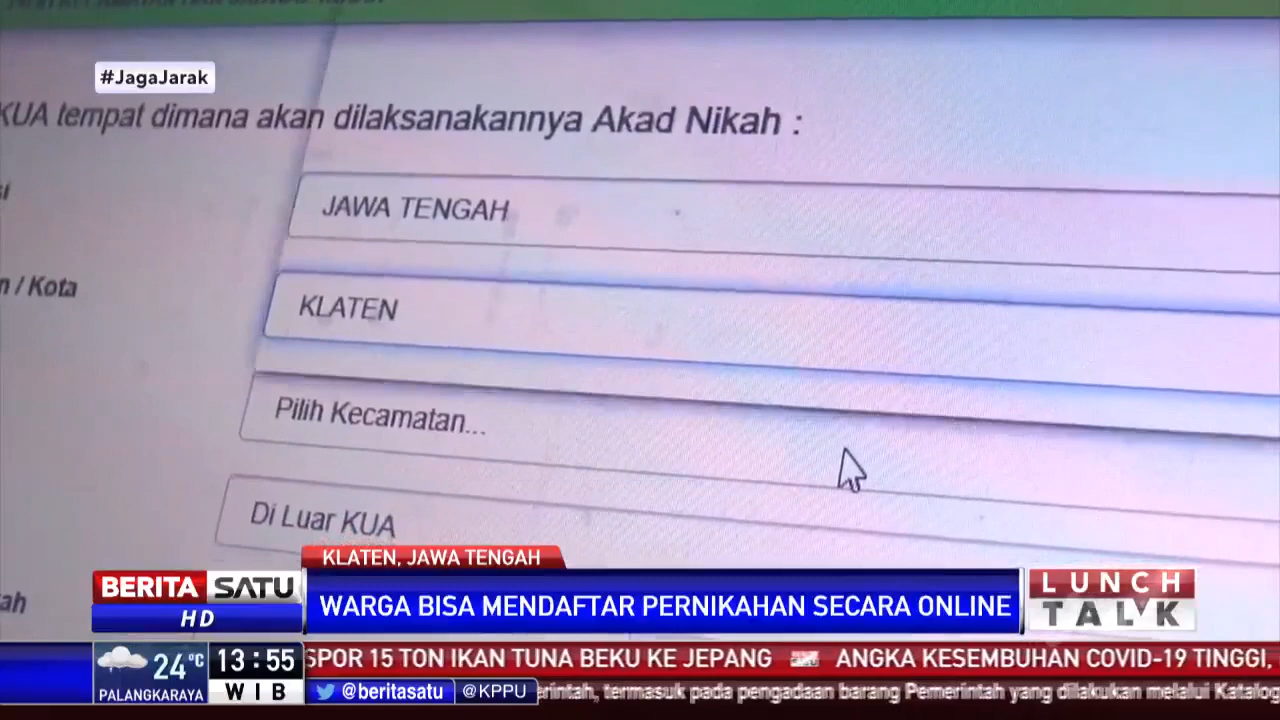 #JagaJarak
KUA tempat dimana akan dilaksanakannya Akad Nikah :
JAWA TENGAH
n / Kota
KLATEN
Pilih Kecamatan...
Di Luar KUA
KLATEN, JAWA TENGAH
BERITA SATU
HD
WARGA BISA MENDAFTAR PERNIKAHAN SECARA ONLINE
LUNCH
TALK
24°C
PALANGKARAYA
13:55
WIB
SPOR 15 TON IKAN TUNA BEKU KE JEPANG ANGKA KESEMBUHAN COVID-19 TINGGI,
@beritasatu
@KPPU
erintah, termasuk pada pengadaan barang Pemerintah yang dilakukan melalui Katalog